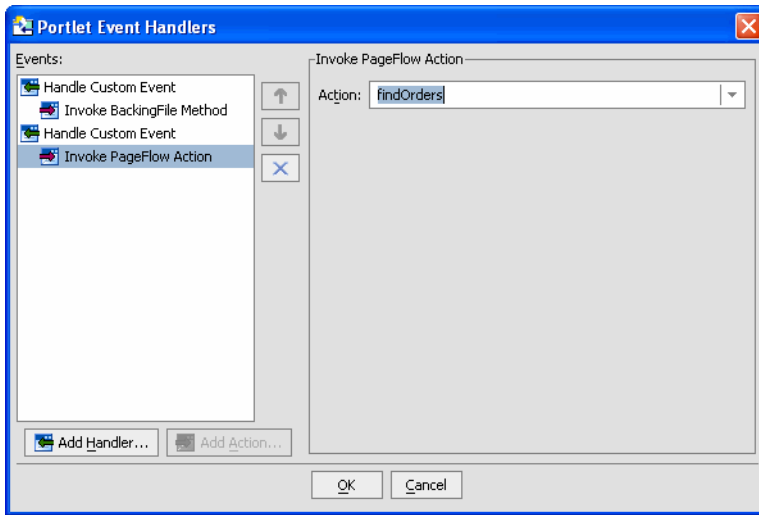 Portlet Event Handlers
Events:
Handle Custom Event
Invoke BackingFile Method
Handle Custom Event
Invoke PageFlow Action
Invoke PageFlow Action
Action: findOrders
Add Handler... Add Action...
OK Cancel